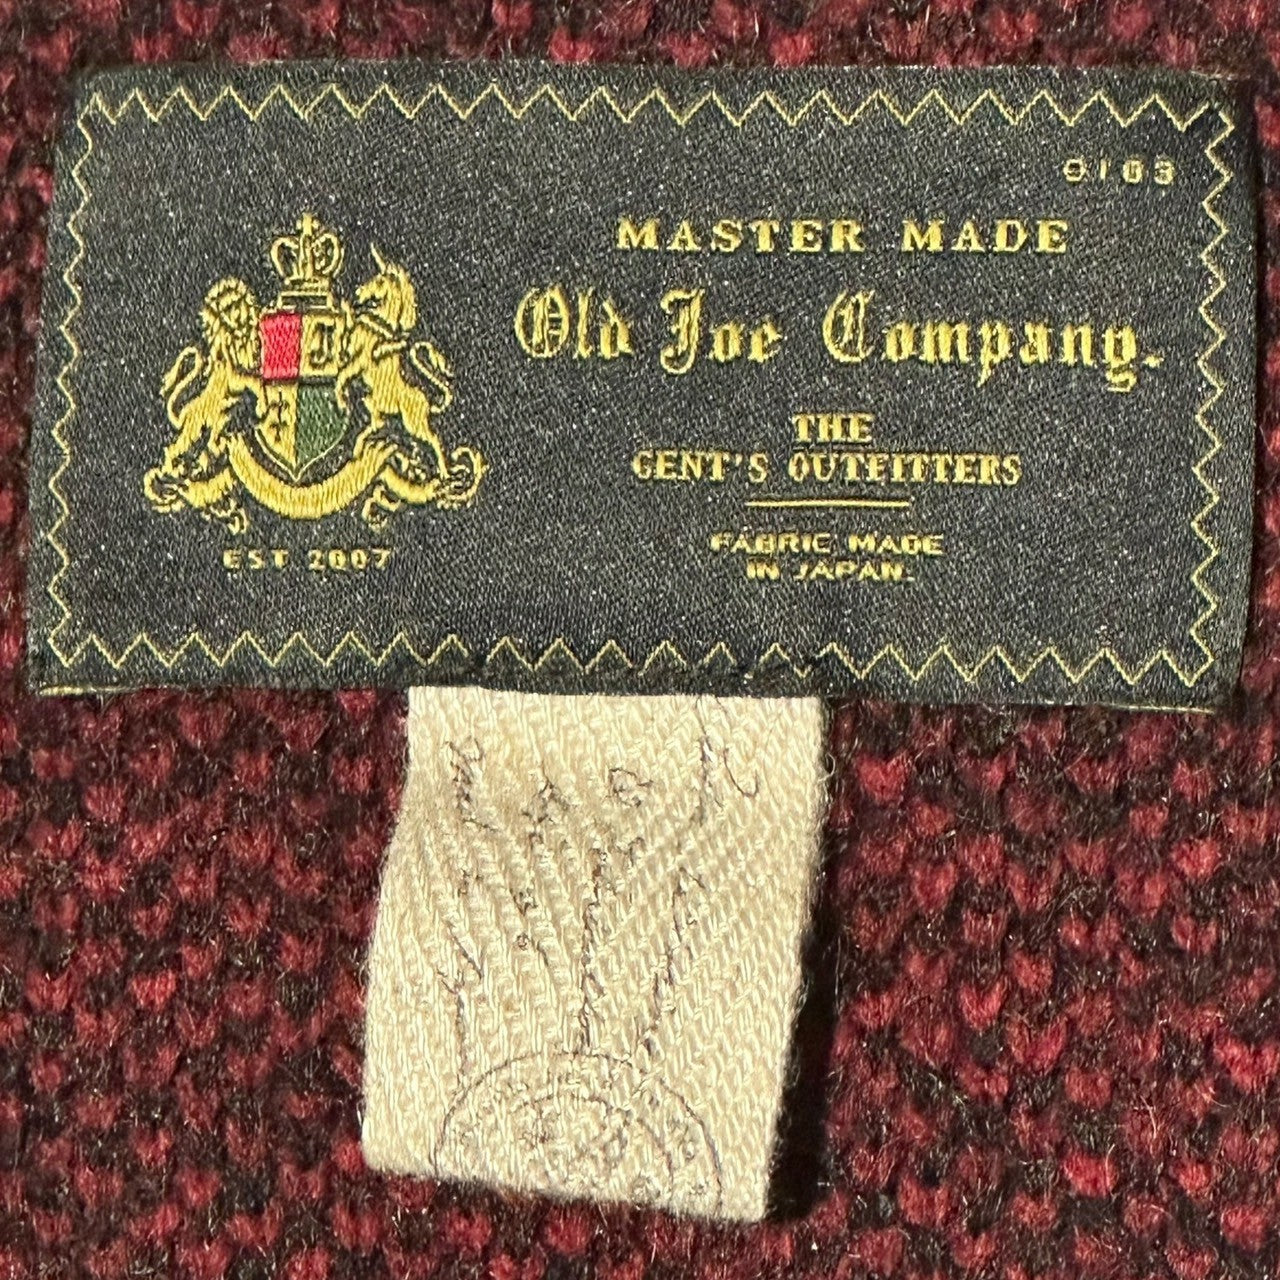 9103
MASTER MADE
Old Joe Company.
THE
GENT'S OUTFITTERS
FABRIC MADE
IN JAPAN.
EST 2007